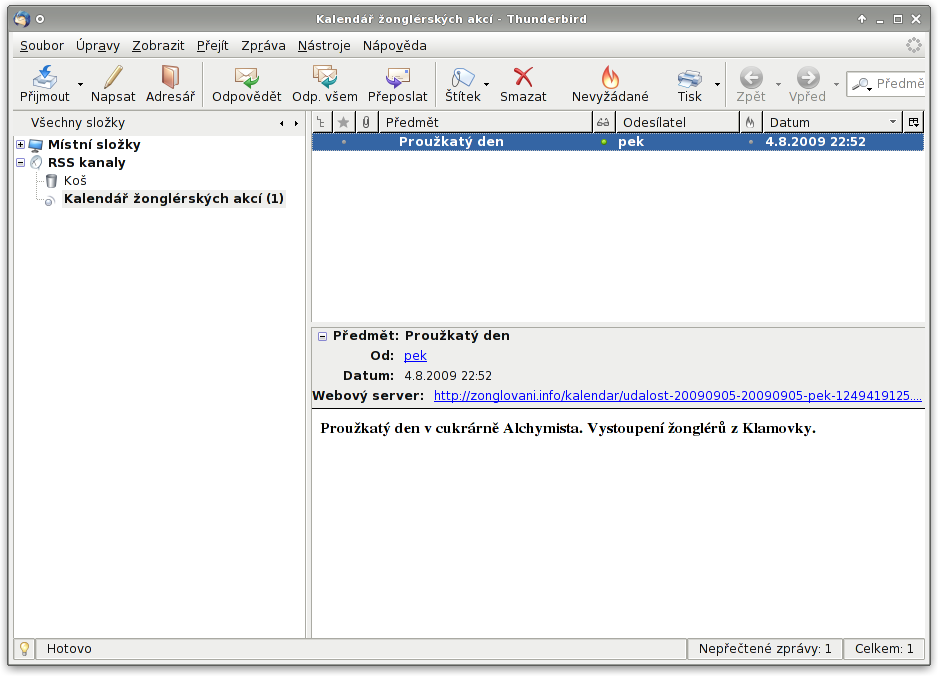 Kalendář žonglérských akcí - Thunderbird
Soubor Úpravy Zobrazit Přejít Zpráva Nástroje Nápověda
Přijmout Napsat Adresář Odpovědět Odp. všem Přeposlat Štítek Smazat Nevyžádané Tisk Zpět Vpřed Předmě
Všechny složky
Předmět Odesílatel Datum
Místní složky
RSS kanaly
Koš
Kalendář žonglérských akcí (1)
Proužkatý den pek 4.8.2009 22:52
Předmět: Proužkatý den
Od: pek
Datum: 4.8.2009 22:52
Webový server: http://zonglovani.info/kalendar/udalost-20090905-20090905-pek-1249419125....
Proužkatý den v cukrárně Alchymista. Vystoupení žonglérů z Klamovky.
Hotovo Nepřečtené zprávy: 1 Celkem: 1